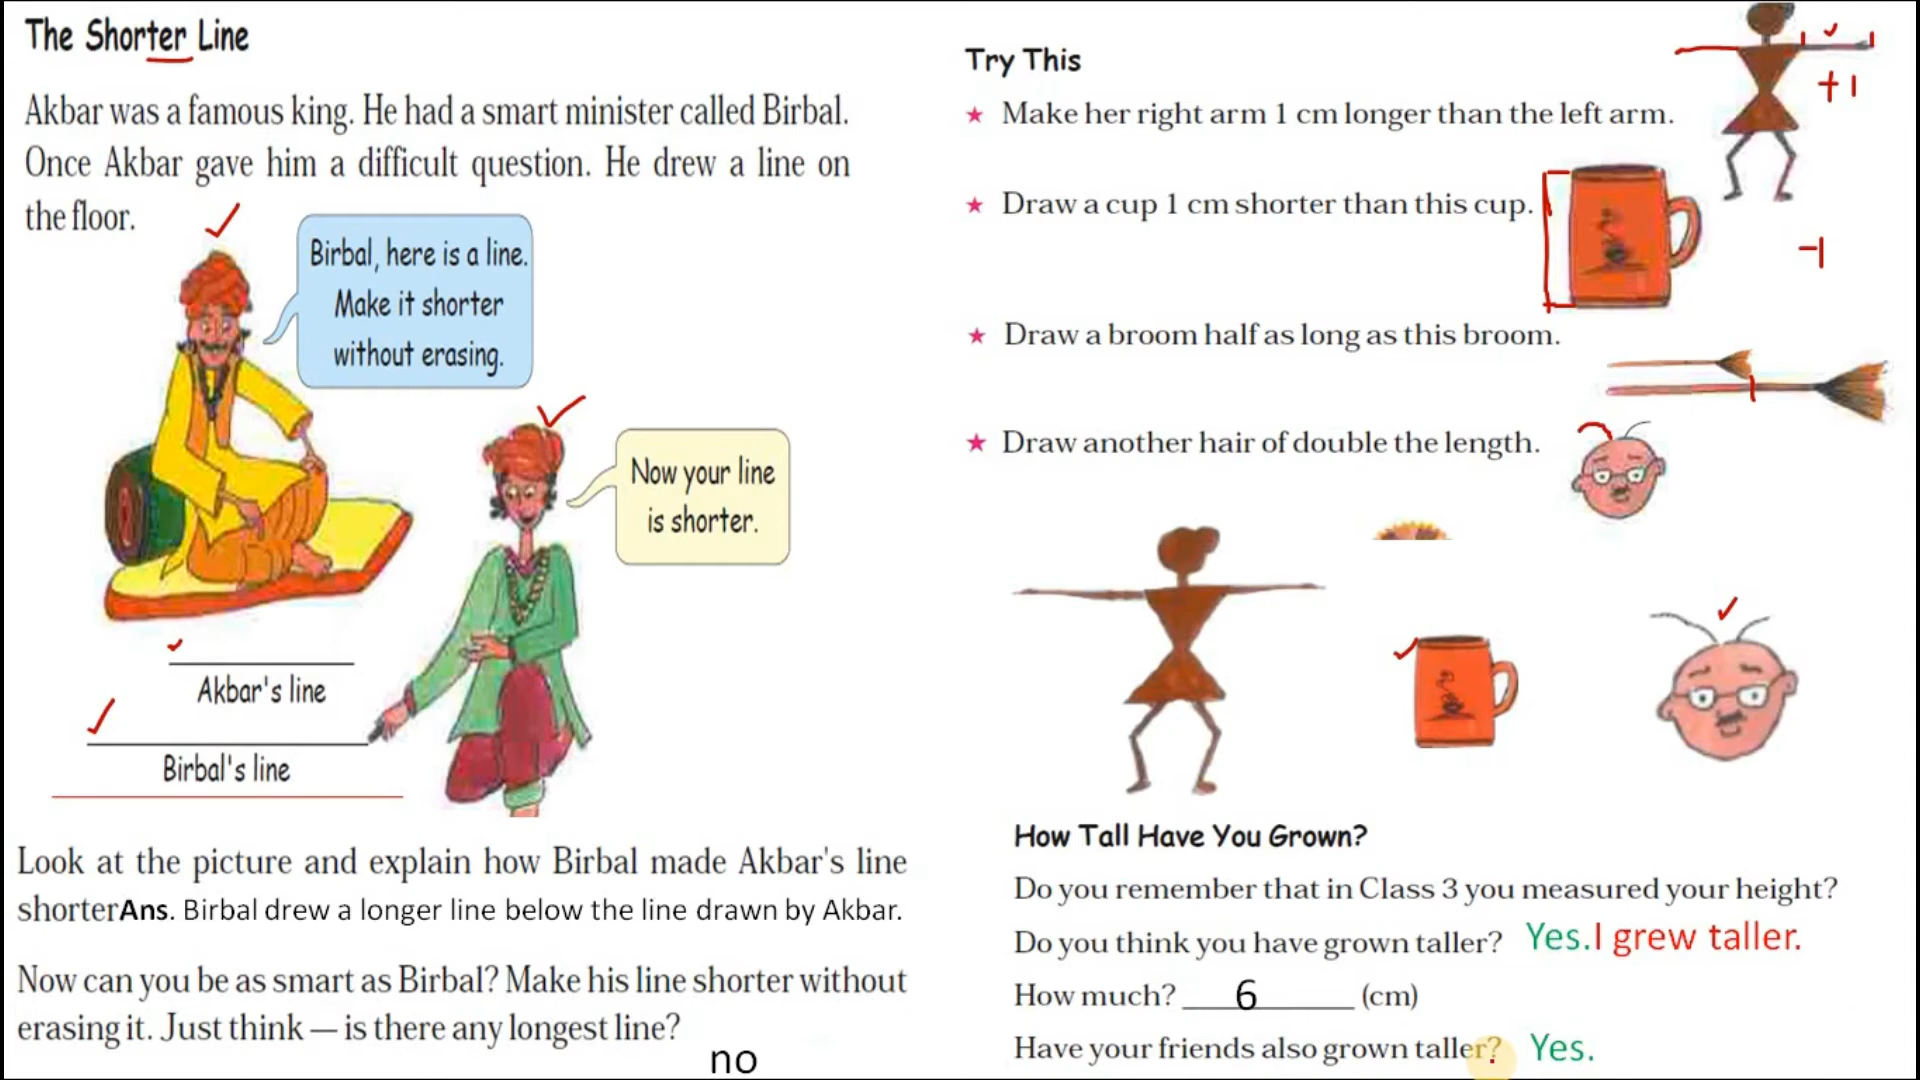 The Shorter Line
Akbar was a famous king. He had a smart minister called Birbal.
Once Akbar gave him a difficult question. He drew a line on
the floor.
Birbal, here is a line.
Make it shorter
without erasing.
Now your line
is shorter.
Akbar's line
Birbal's line
Look at the picture and explain how Birbal made Akbar's line
shorterAns. Birbal drew a longer line below the line drawn by Akbar.
Now can you be as smart as Birbal? Make his line shorter without
erasing it. Just think — is there any longest line?
no
Try This
★ Make her right arm 1 cm longer than the left arm.
+1
★ Draw a cup 1 cm shorter than this cup.
-1
★ Draw a broom half as long as this broom.
★ Draw another hair of double the length.
How Tall Have You Grown?
Do you remember that in Class 3 you measured your height?
Do you think you have grown taller? Yes.I grew taller.
How much? 6 (cm)
Have your friends also grown taller? Yes.